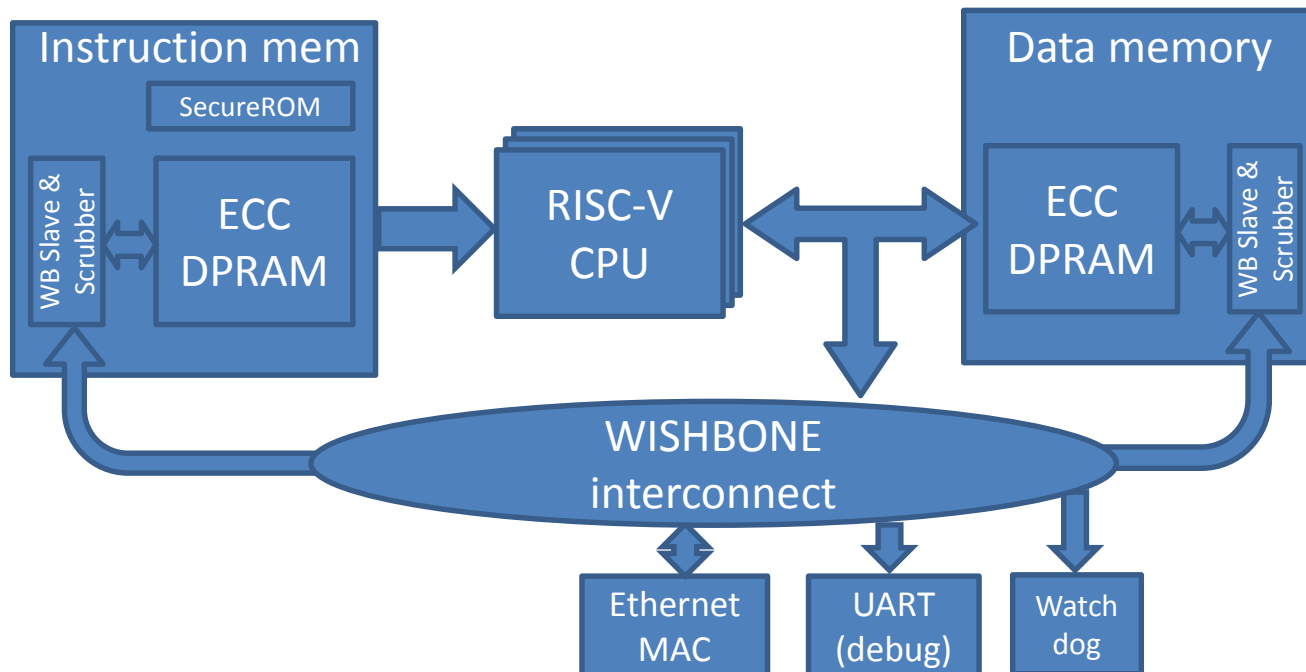 Instruction mem
SecureROM
WB Slave &
Scrubber
ECC
DPRAM
RISC-V
CPU
Data memory
ECC
DPRAM
WB Slave &
Scrubber
WISHBONE
interconnect
Ethernet
MAC
UART
(debug)
Watch
dog